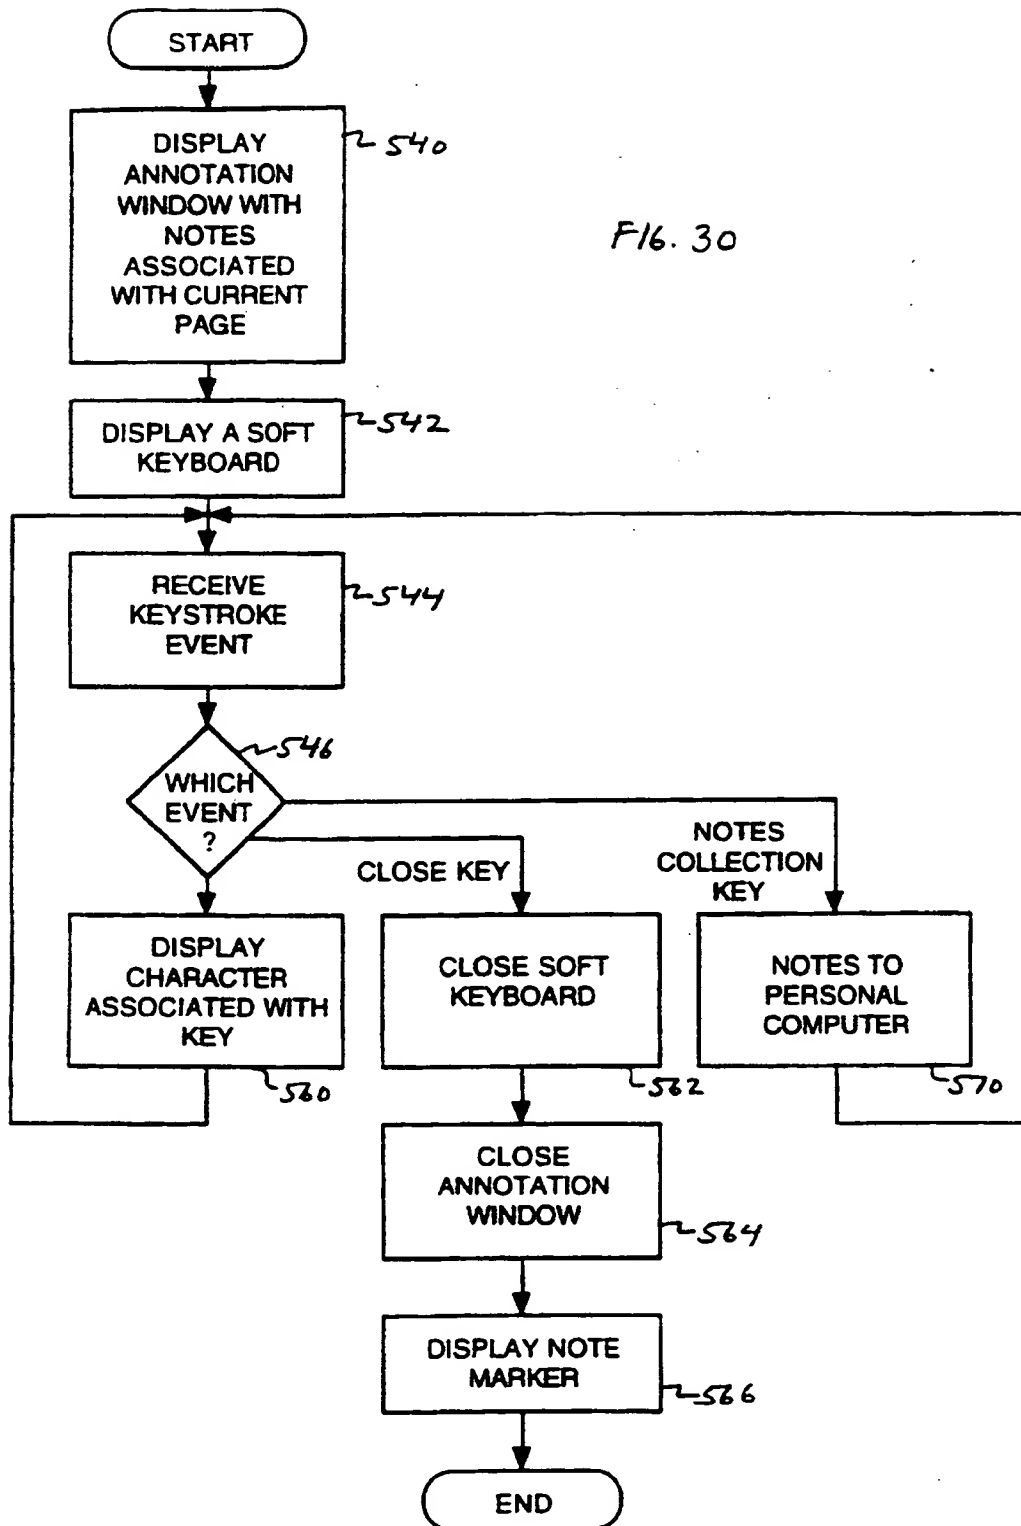 START
DISPLAY
ANNOTATION
WINDOW WITH
NOTES
ASSOCIATED
WITH CURRENT
PAGE
540
FIG. 30
DISPLAY A SOFT
KEYBOARD
542
RECEIVE
KEYSTROKE
EVENT
544
WHICH
EVENT
?
546
CLOSE KEY
NOTES
COLLECTION
KEY
DISPLAY
CHARACTER
ASSOCIATED WITH
KEY
560
CLOSE SOFT
KEYBOARD
562
NOTES TO
PERSONAL
COMPUTER
570
CLOSE
ANNOTATION
WINDOW
564
DISPLAY NOTE
MARKER
566
END